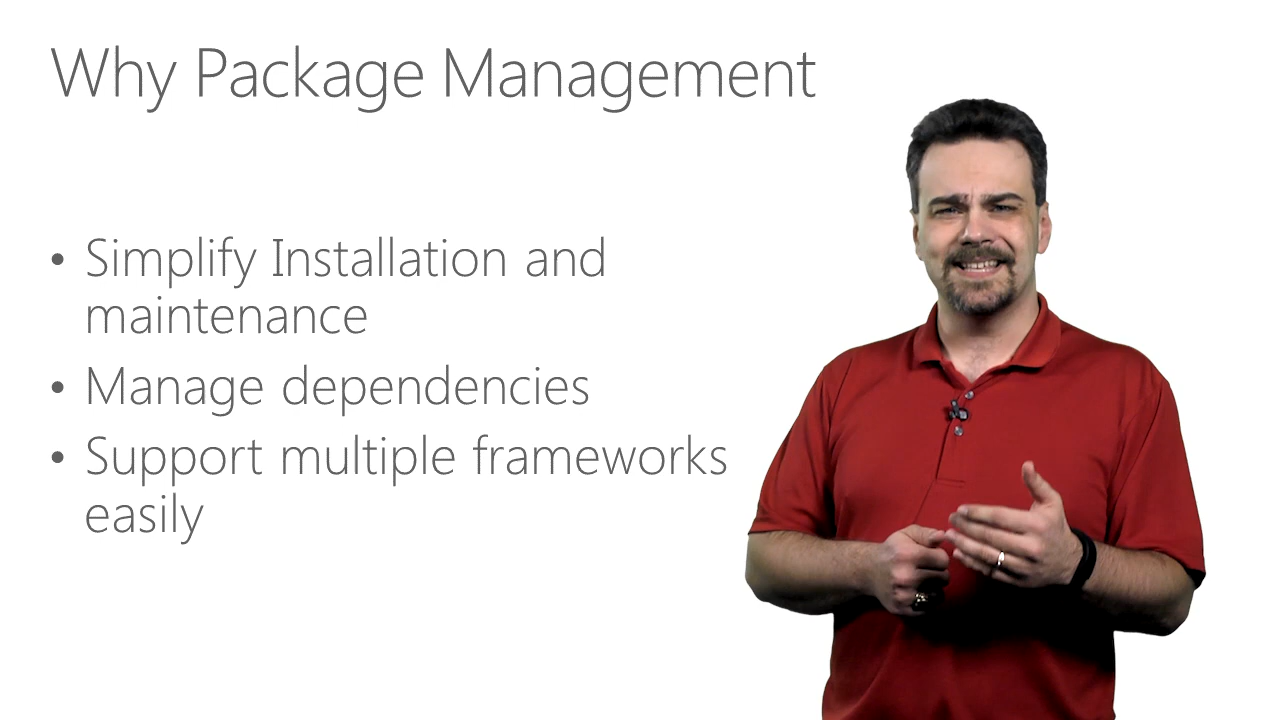 Why Package Management
• Simplify Installation and
maintenance
• Manage dependencies
• Support multiple frameworks
easily